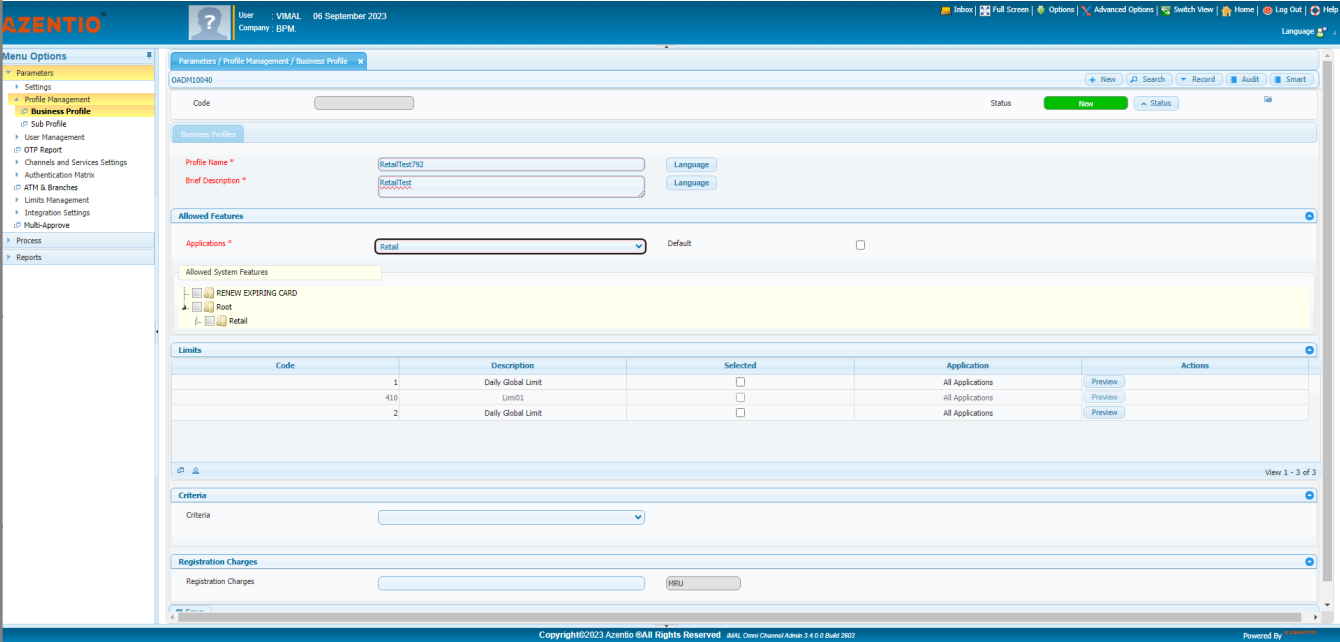 AZENTIO
?
User : VIMAL 06 September 2023
Company : BPM.
Inbox | Full Screen | Options | Advanced Options | Switch View | Home | Log Out | Help
Language
Menu Options
Parameters
Settings
Profile Management
Business Profile
Sub Profile
User Management
OTP Report
Channels and Services Settings
Authentication Matrix
ATM & Branches
Limits Management
Integration Settings
Multi-Approve
Process
Reports
Parameters / Profile Management / Business Profile
OADM10040
New Search Record Audit Smart
Code Status New Status
Business Profiles
Profile Name * RetailTest792 Language
Brief Description * RetailTest Language
Allowed Features
Applications * Retail Default
Allowed System Features
RENEW EXPIRING CARD
Root
Retail
Limits
Code Description Selected Application Actions
1 Daily Global Limit All Applications Preview
410 Limi01 All Applications Preview
2 Daily Global Limit All Applications Preview
View 1 - 3 of 3
Criteria
Criteria
Registration Charges
Registration Charges MRU
Copyright©2023 Azentio ®All Rights Reserved IMAL Omni Channel Admin 3.4.0.0 Build 2603
Powered By AZENTIO